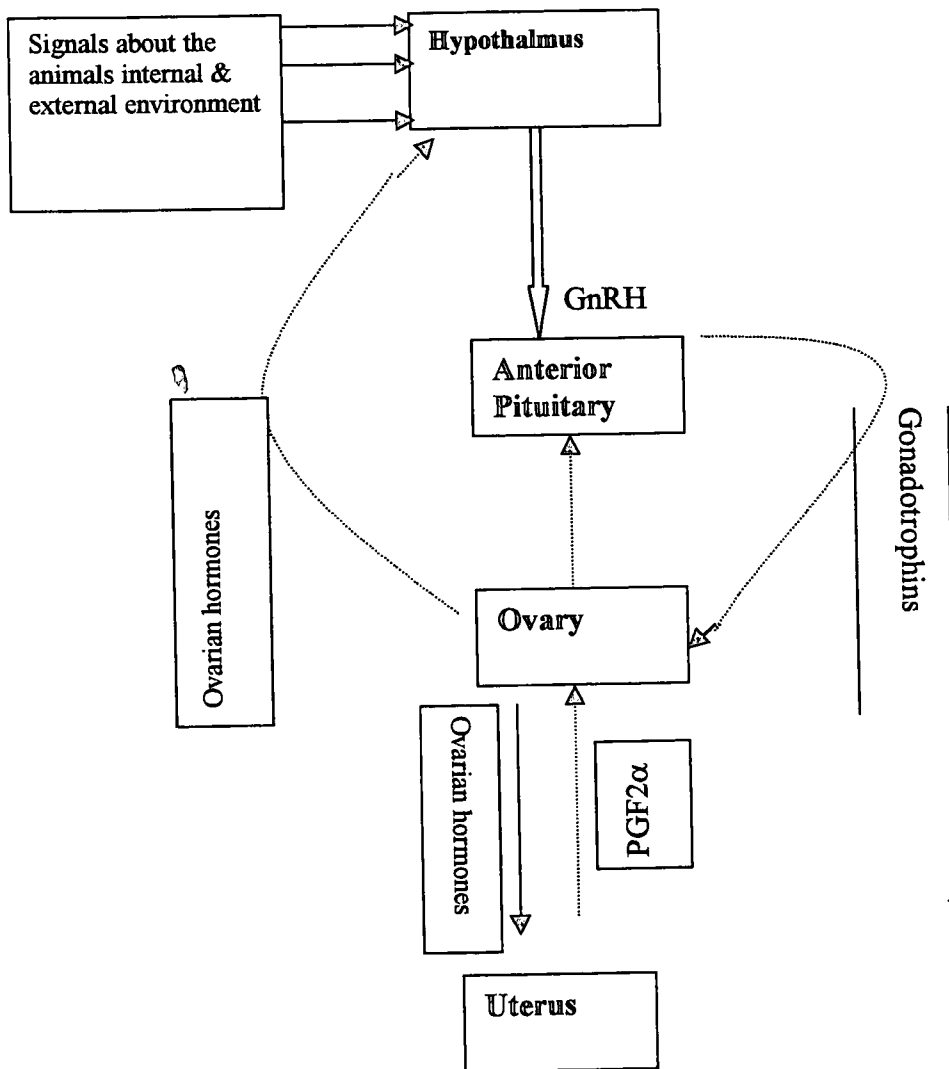 Signals about the
animals internal &
external environment
Hypothalmus
GnRH
Anterior
Pituitary
Gonadotrophins
Ovarian hormones
Ovary
Ovarian hormones
PGF2α
Uterus